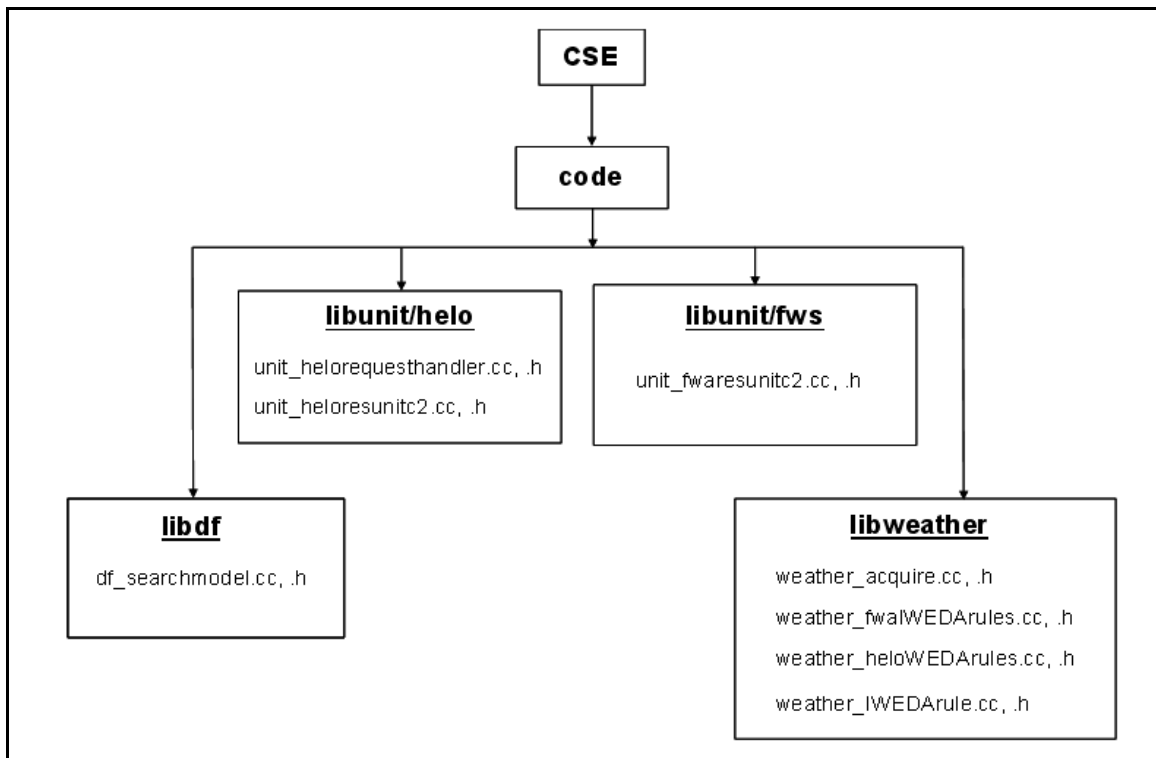 CSE
code
libunit/helo
unit_helorequesthandler.cc, .h
unit_heloresunitc2.cc, .h
libunit/fws
unit_fwaresunitc2.cc, .h
libdf
df_searchmodel.cc, .h
libweather
weather_acquire.cc, .h
weather_fwaIWEDArules.cc, .h
weather_heloWEDArules.cc, .h
weather_IWEDArule.cc, .h